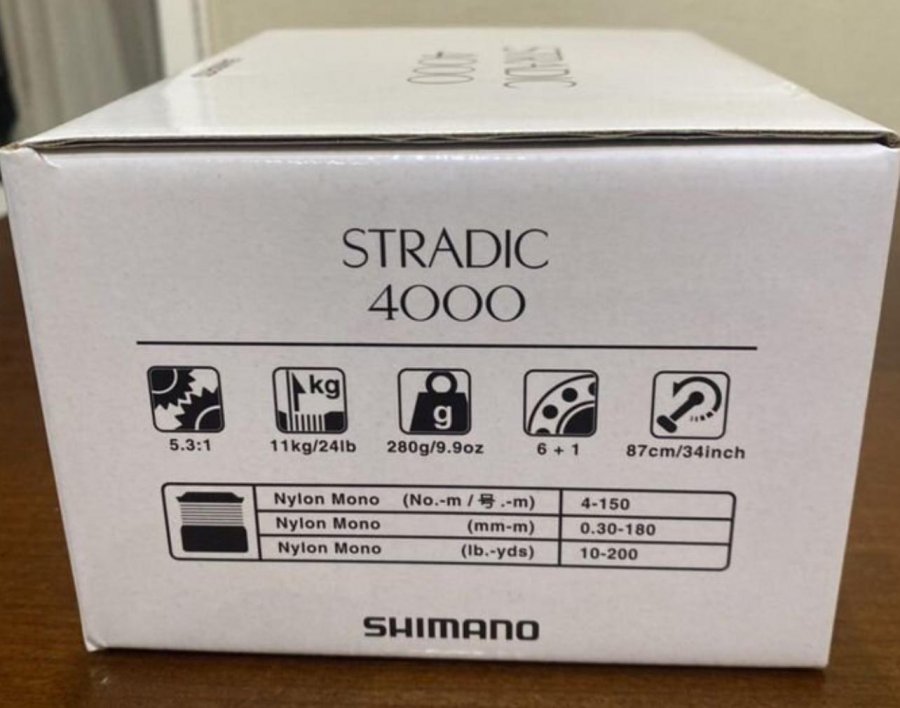 STRADIC
4000
STRADIC
4000
kg
g
5.3:1
11kg/24lb
280g/9.9oz
6 + 1
87cm/34inch
Nylon Mono (No.-m / 号.-m) 4-150
Nylon Mono (mm-m) 0.30-180
Nylon Mono (lb.-yds) 10-200
SHIMANO